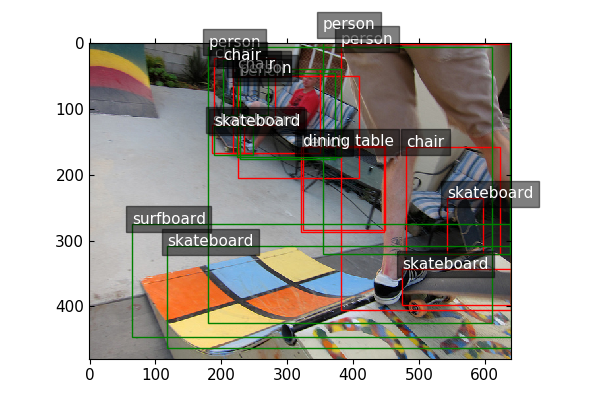 person
person
person
chair
chair
person
skateboard
dining table
chair
skateboard
surfboard
skateboard
skateboard
0
100
200
300
400
0
100
200
300
400
500
600